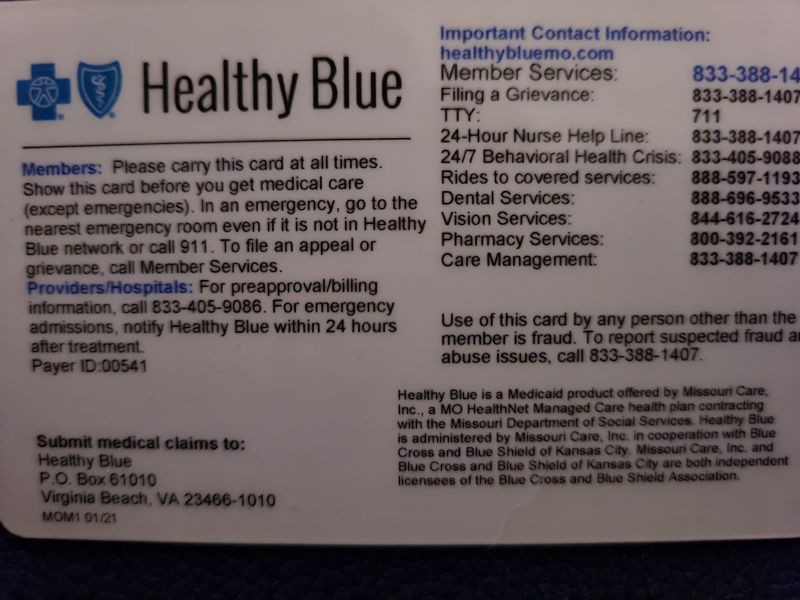 Healthy Blue
Members: Please carry this card at all times.
Show this card before you get medical care
(except emergencies). In an emergency, go to the
nearest emergency room even if it is not in Healthy
Blue network or call 911. To file an appeal or
grievance, call Member Services.
Providers/Hospitals: For preapproval/billing
information, call 833-405-9086. For emergency
admissions, notify Healthy Blue within 24 hours
after treatment.
Payer ID:00541
Submit medical claims to:
Healthy Blue
P.O. Box 61010
Virginia Beach, VA 23466-1010
MOM1 01/21
Important Contact Information:
healthybluemo.com
Member Services: 833-388-14
Filing a Grievance: 833-388-1407
TTY: 711
24-Hour Nurse Help Line: 833-388-1407
24/7 Behavioral Health Crisis: 833-405-9088
Rides to covered services: 888-597-1193
Dental Services: 888-696-9533
Vision Services: 844-616-2724
Pharmacy Services: 800-392-2161
Care Management: 833-388-1407
Use of this card by any person other than the
member is fraud. To report suspected fraud a
abuse issues, call 833-388-1407.
Healthy Blue is a Medicaid product offered by Missouri Care,
Inc., a MO HealthNet Managed Care health plan contracting
with the Missouri Department of Social Services. Healthy Blue
is administered by Missouri Care, Inc. in cooperation with Blue
Cross and Blue Shield of Kansas City. Missouri Care, Inc. and
Blue Cross and Blue Shield of Kansas City are both independent
licensees of the Blue Cross and Blue Shield Association.